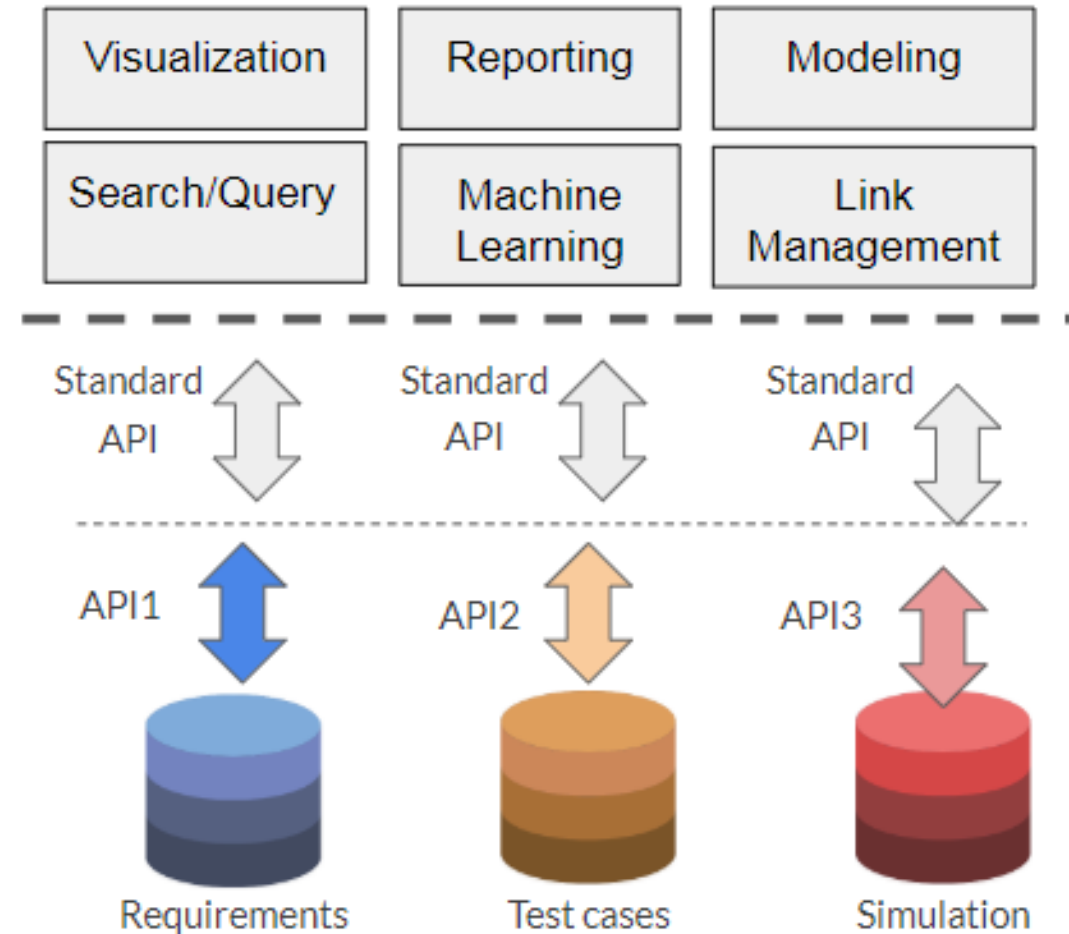 Visualization
Reporting
Modeling
Search/Query
Machine
Learning
Link
Management
Standard
API
Standard
API
Standard
API
API1
API2
API3
Requirements
Test cases
Simulation